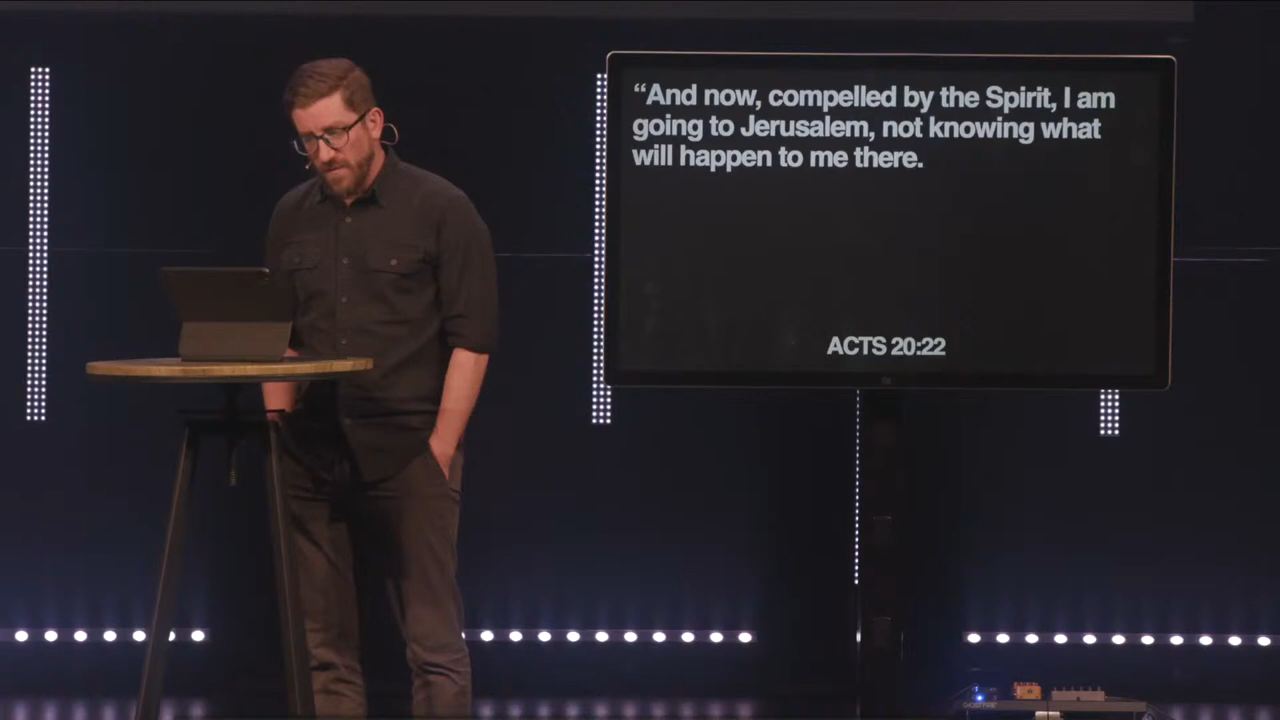 “And now, compelled by the Spirit, I am
going to Jerusalem, not knowing what
will happen to me there.
ACTS 20:22